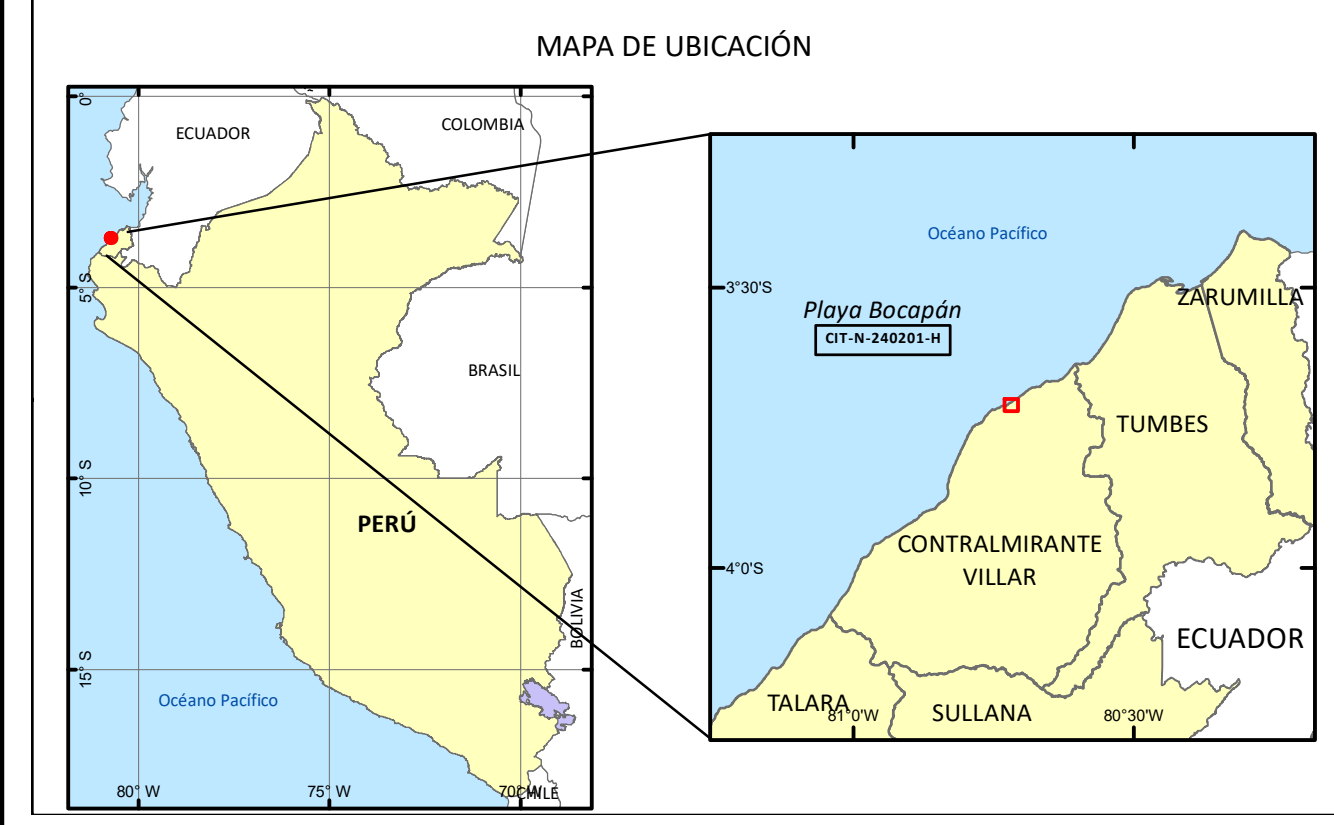 MAPA DE UBICACIÓN
0°
ECUADOR
COLOMBIA
5° S
BRASIL
10° S
PERÚ
BOLIVIA
15° S
Océano Pacífico
80° W
75° W
70° W
CHILE
Océano Pacífico
3°30'S
Playa Bocapán
CIT-N-240201-H
ZARUMILLA
TUMBES
CONTRALMIRANTE
VILLAR
4°0'S
ECUADOR
TALARA
81°0'W
SULLANA
80°30'W